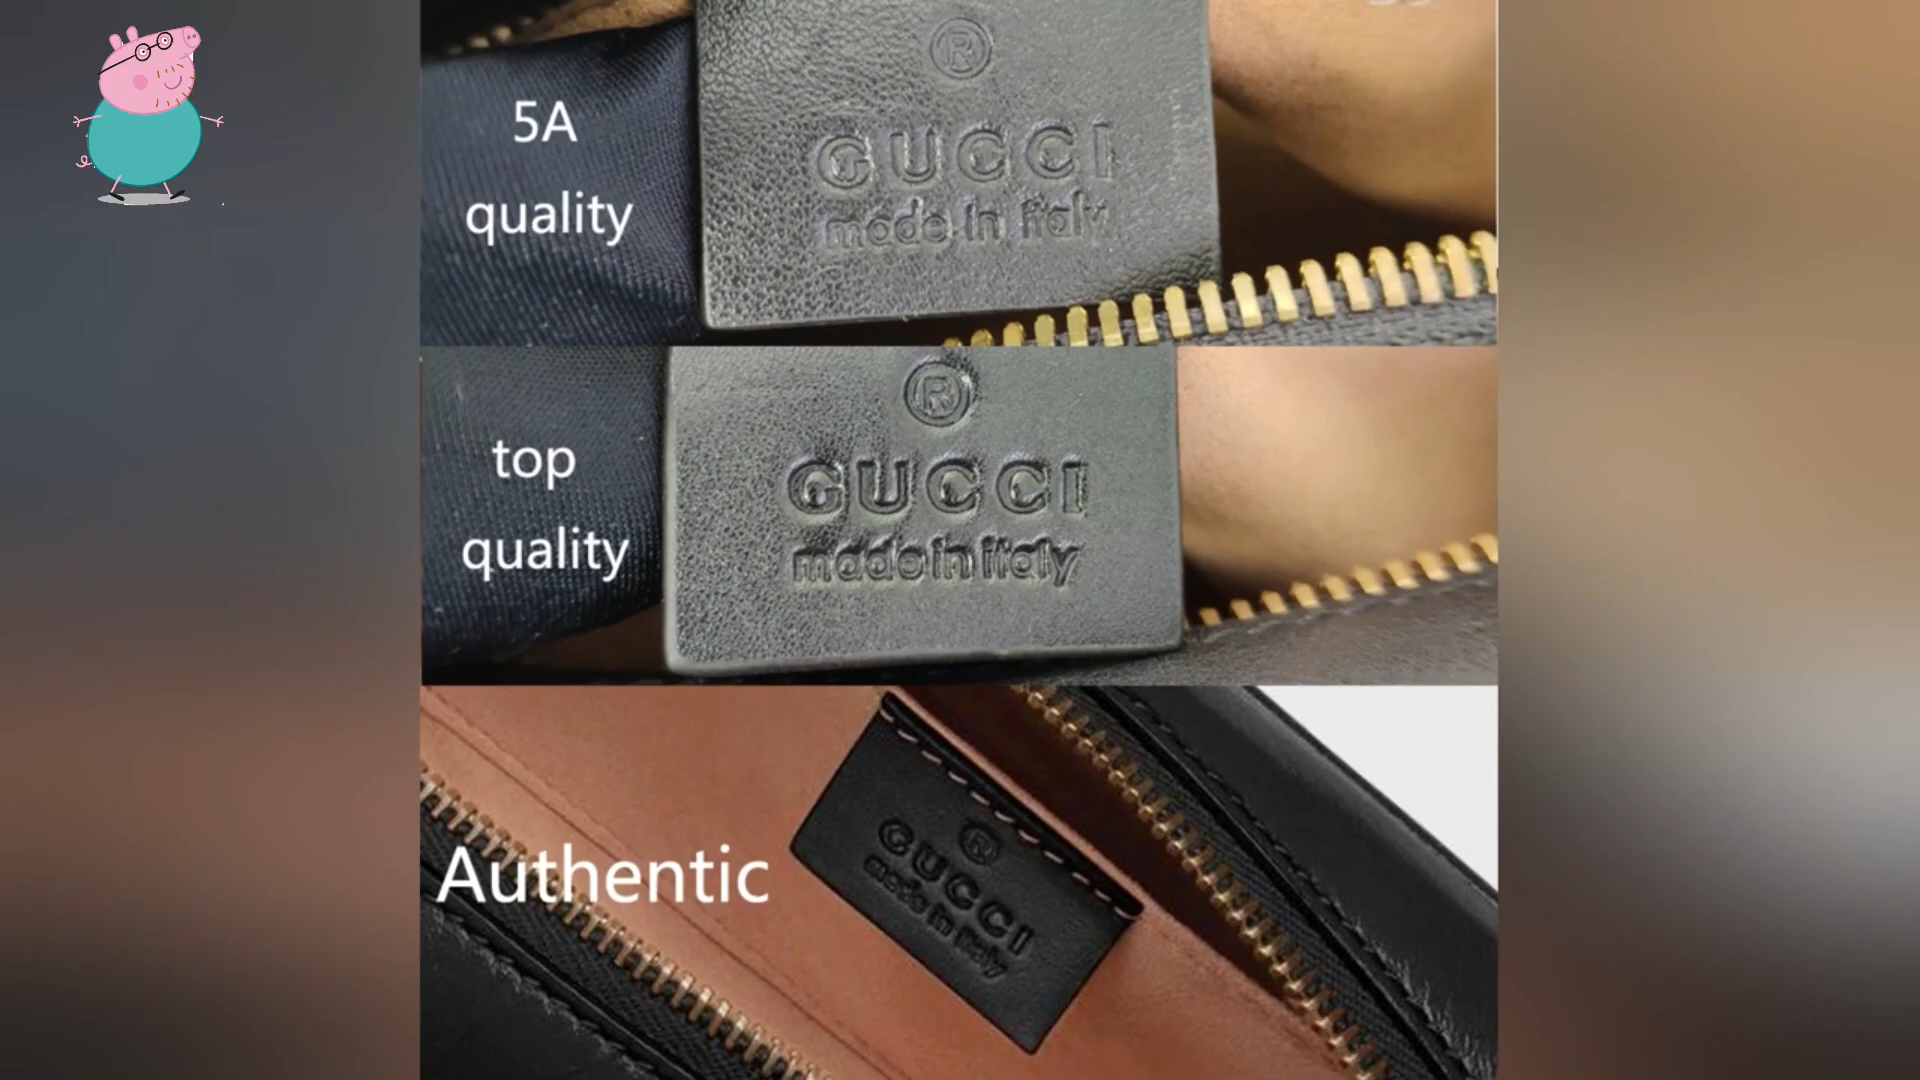 5A
quality
®
GUCCI
made in italy
top
quality
®
GUCCI
made in italy
Authentic
®
GUCCI
made in italy